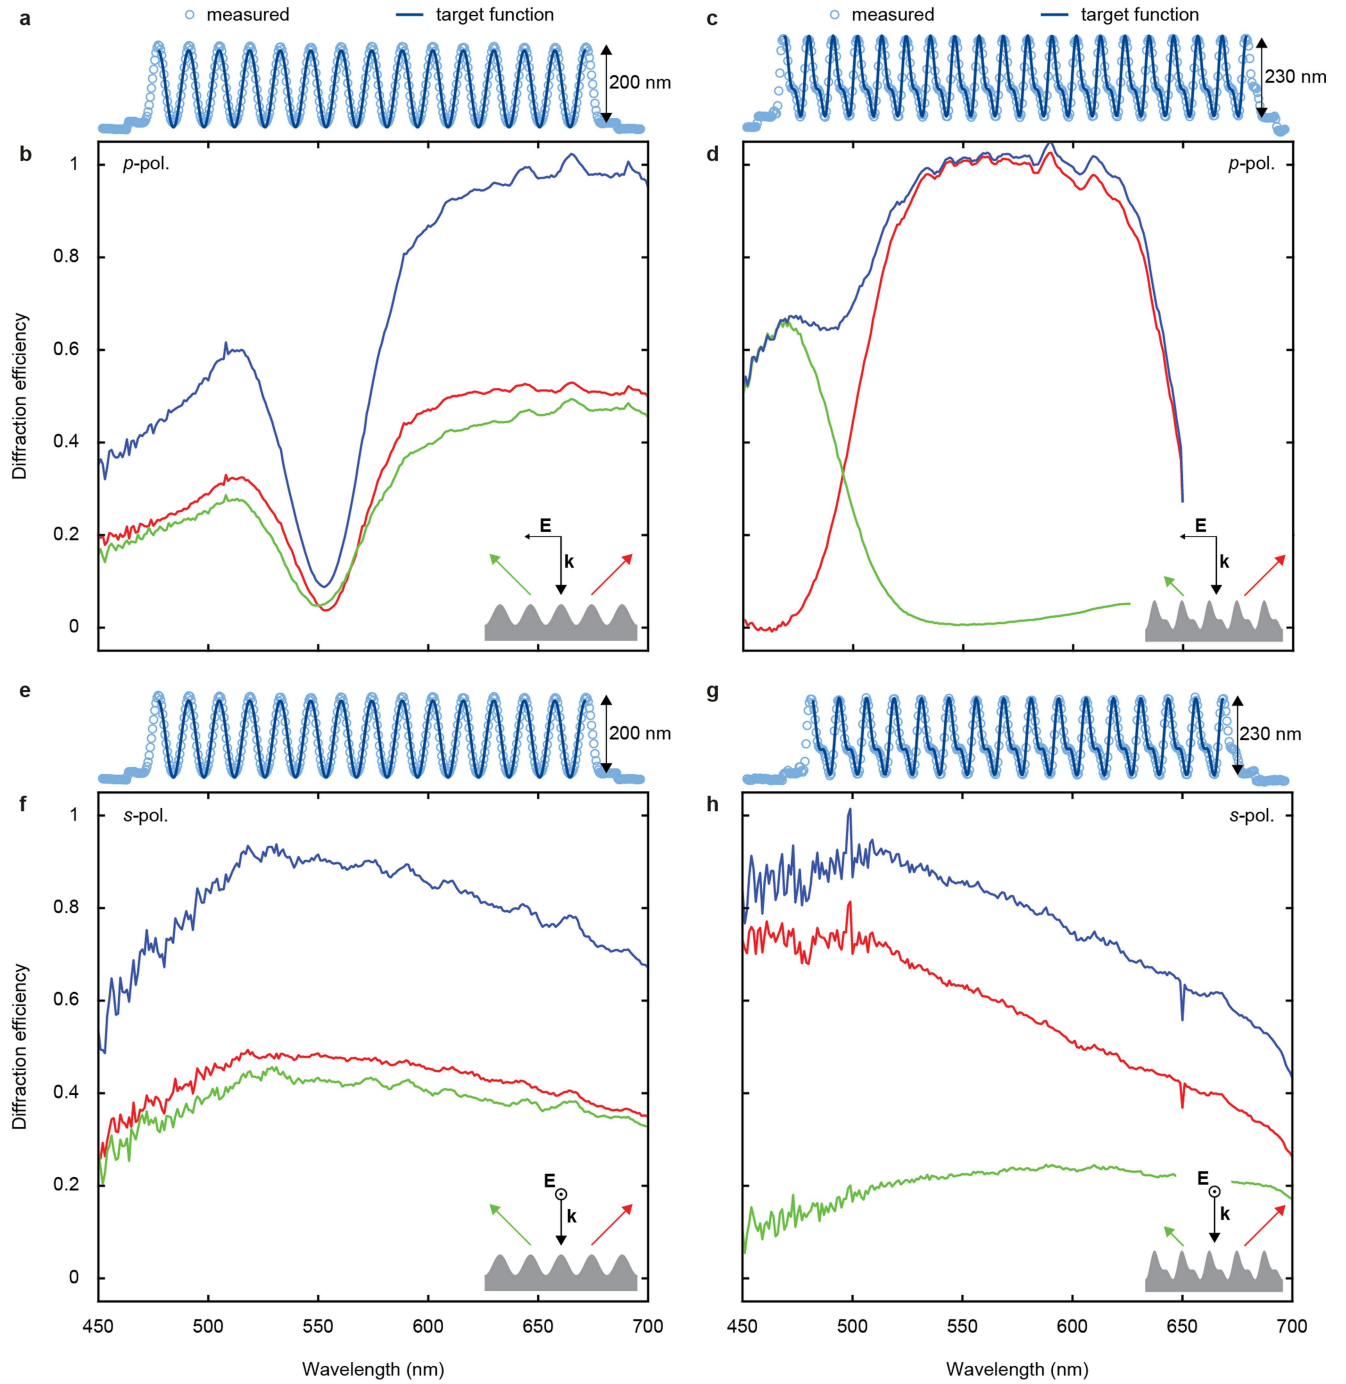 a measured target function
200 nm
c measured target function
230 nm
b p-pol.
1
0.8
0.6
0.4
0.2
0
Diffraction efficiency
E
k
d p-pol.
E
k
e
200 nm
g
230 nm
f s-pol.
1
0.8
0.6
0.4
0.2
0
Diffraction efficiency
E
k
450 500 550 600 650 700
Wavelength (nm)
h s-pol.
E
k
450 500 550 600 650 700
Wavelength (nm)